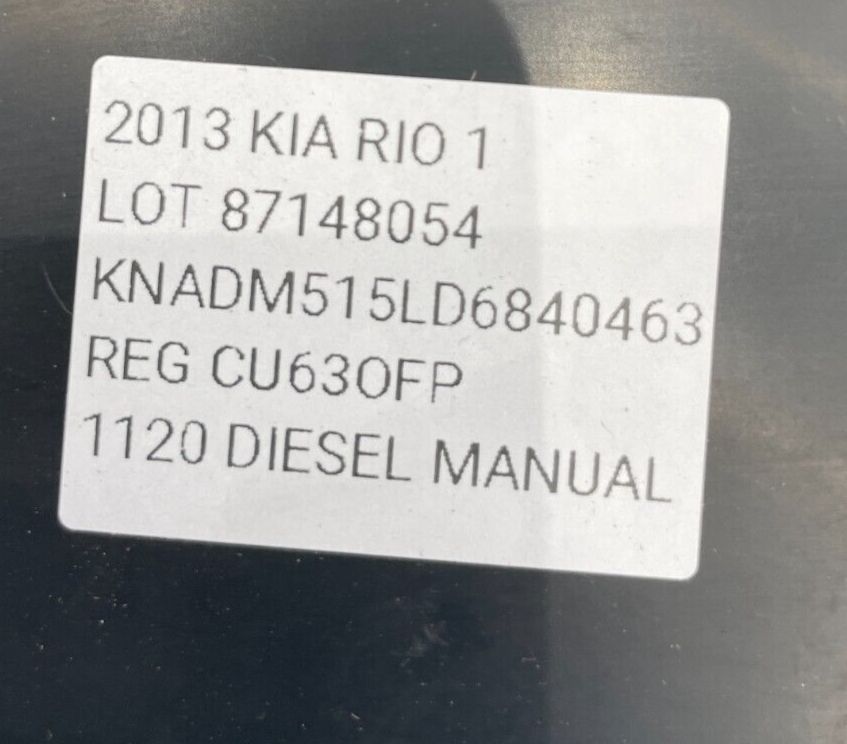 2013 KIA RIO 1
LOT 87148054
KNADM515LD6840463
REG CU63OFP
1120 DIESEL MANUAL